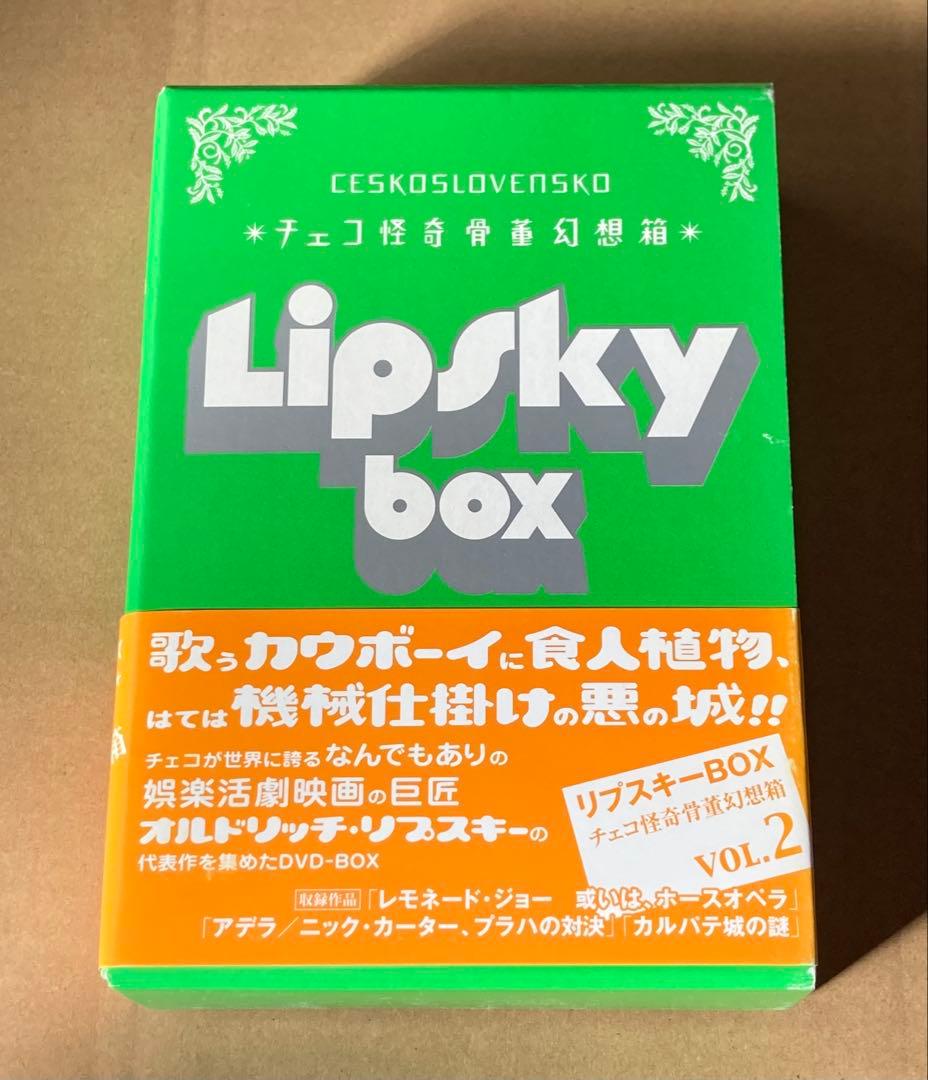 CESKOSLOVENSKO
*チェコ怪奇骨董幻想箱*
Lipsky
box
歌うカウボーイに食人植物、
はては機械仕掛けの悪の城!!
チェコが世界に誇るなんでもありの
娯楽活劇映画の巨匠
オルドリッチ・リプスキーの
代表作を集めたDVD-BOX
リプスキーBOX
チェコ怪奇骨董幻想箱
VOL.2
収録作品「レモネード・ジョー 或いは、ホースオペラ」
「アデラ/ニック・カーター、プラハの対決」「カルパテ城の謎」
箱